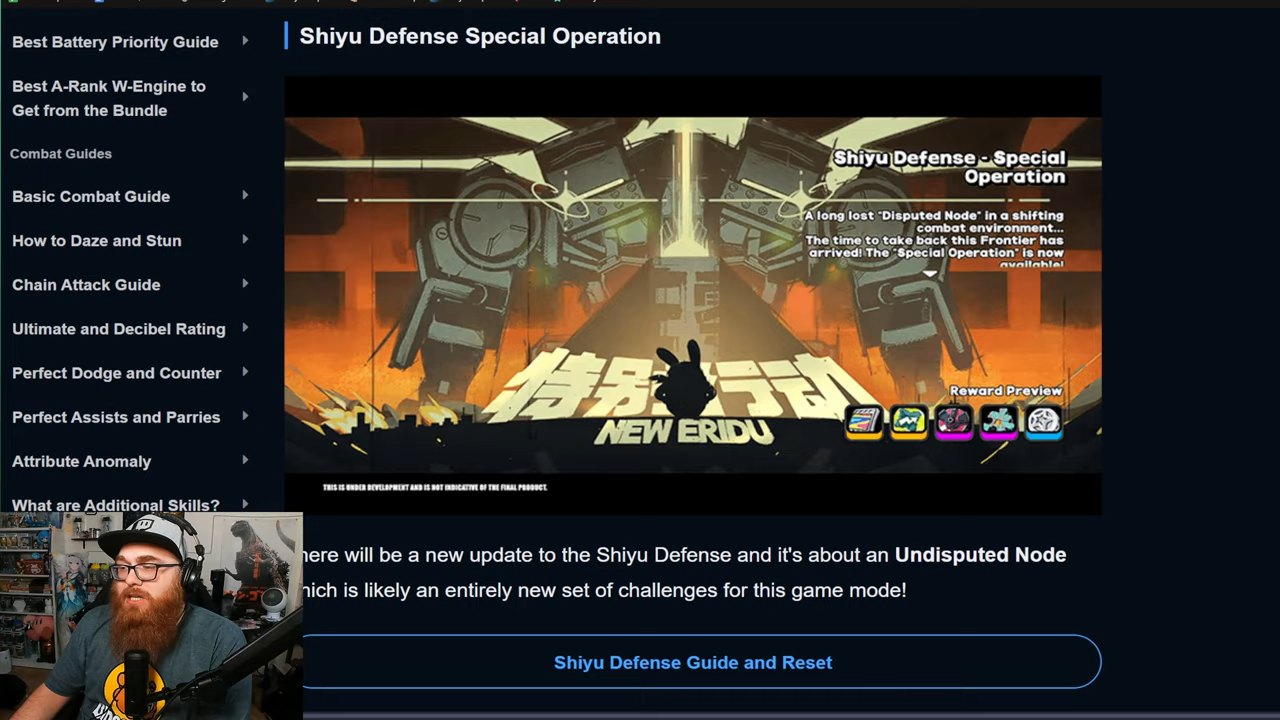 Best Battery Priority Guide
Best A-Rank W-Engine to
Get from the Bundle
Combat Guides
Basic Combat Guide
How to Daze and Stun
Chain Attack Guide
Ultimate and Decibel Rating
Perfect Dodge and Counter
Perfect Assists and Parries
Attribute Anomaly
What are Additional Skills?
Shiyu Defense Special Operation
Shiyu Defense - Special
Operation
A long lost "Disputed Node" in a shifting
combat environment...
The time to take back this Frontier has
arrived! The "Special Operation" is now
available!
特别行动
NEW ERIDU
Reward Preview
THIS IS UNDER DEVELOPMENT AND IS NOT INDICATIVE OF THE FINAL PRODUCT.
here will be a new update to the Shiyu Defense and it's about an Undisputed Node
hich is likely an entirely new set of challenges for this game mode!
Shiyu Defense Guide and Reset